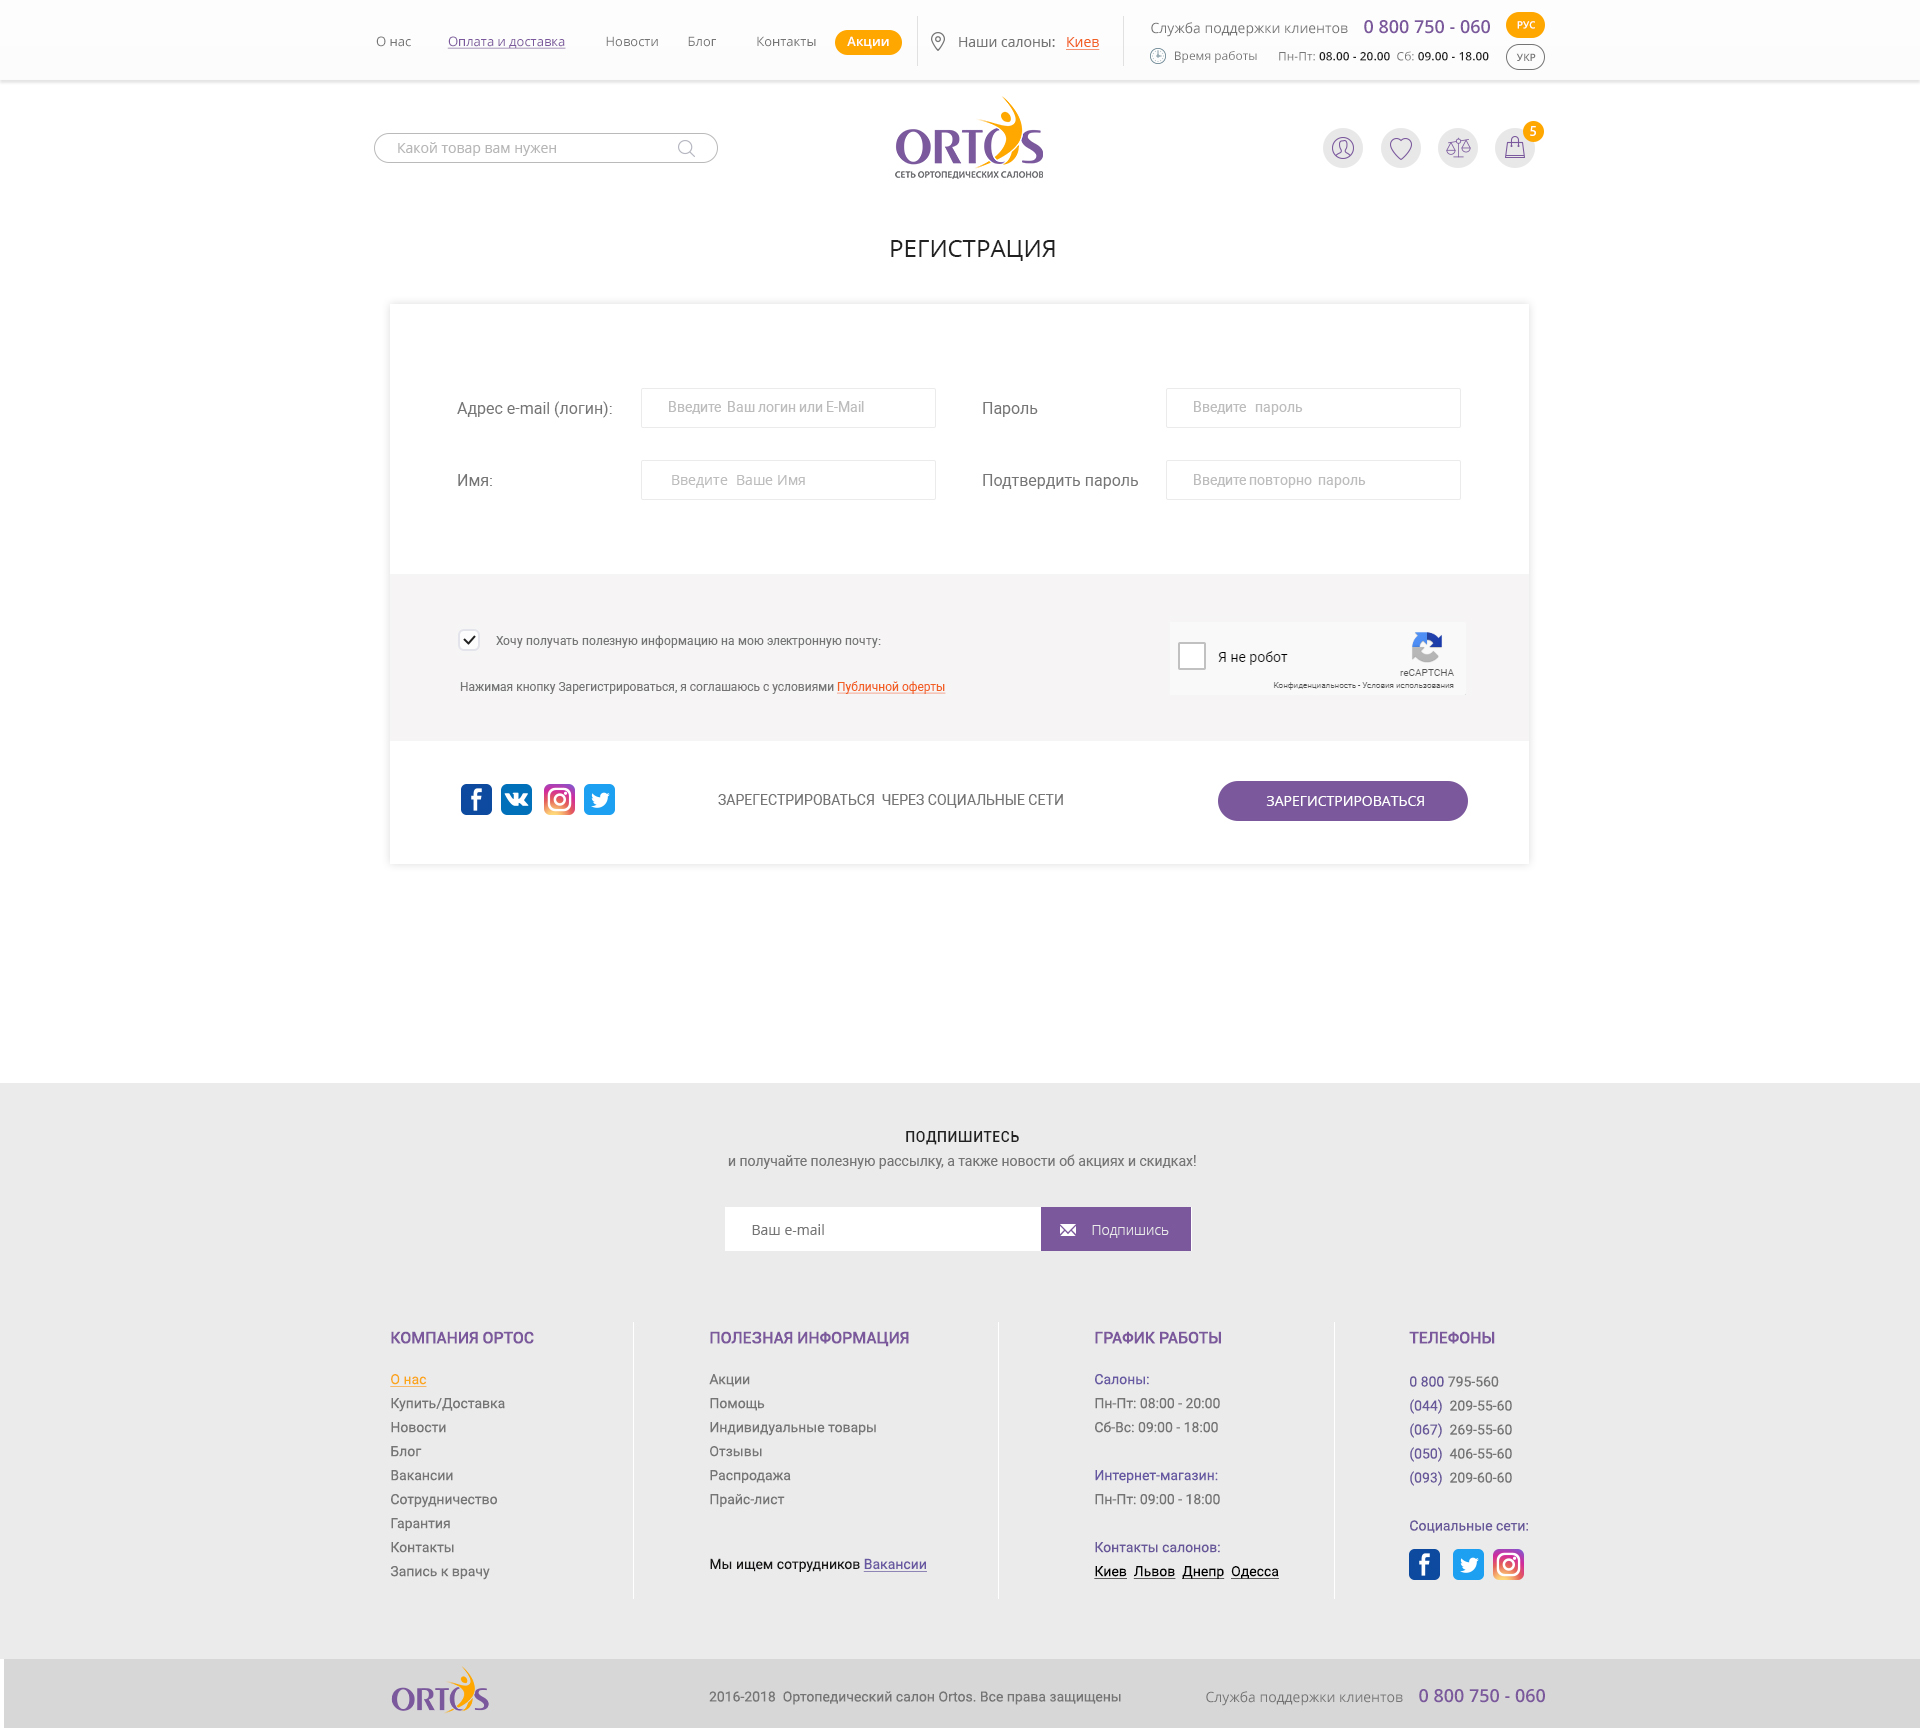 О нас Оплата и доставка Новости Блог Контакты Акции Наши салоны: Киев
Служба поддержки клиентов 0 800 750 - 060 РУС
Время работы Пн-Пт: 08.00 - 20.00 Сб: 09.00 - 18.00 УКР
Какой товар вам нужен
ORTOS
СЕТЬ ОРТОПЕДИЧЕСКИХ САЛОНОВ
5
РЕГИСТРАЦИЯ
Адрес e-mail (логин): Введите Ваш логин или E-Mail Пароль Введите пароль
Имя: Введите Ваше Имя Подтвердить пароль Введите повторно пароль
Хочу получать полезную информацию на мою электронную почту:
Нажимая кнопку Зарегистрироваться, я соглашаюсь с условиями Публичной оферты
Я не робот
reCAPTCHA
Конфиденциальность - Условия использования
ЗАРЕГЕСТРИРОВАТЬСЯ ЧЕРЕЗ СОЦИАЛЬНЫЕ СЕТИ ЗАРЕГИСТРИРОВАТЬСЯ
ПОДПИШИТЕСЬ
и получайте полезную рассылку, а также новости об акциях и скидках!
Ваш e-mail Подпишись
КОМПАНИЯ ОРТОС
О нас
Купить/Доставка
Новости
Блог
Вакансии
Сотрудничество
Гарантия
Контакты
Запись к врачу
ПОЛЕЗНАЯ ИНФОРМАЦИЯ
Акции
Помощь
Индивидуальные товары
Отзывы
Распродажа
Прайс-лист
Мы ищем сотрудников Вакансии
ГРАФИК РАБОТЫ
Салоны:
Пн-Пт: 08:00 - 20:00
Сб-Вс: 09:00 - 18:00
Интернет-магазин:
Пн-Пт: 09:00 - 18:00
Контакты салонов:
Киев Львов Днепр Одесса
ТЕЛЕФОНЫ
0 800 795-560
(044) 209-55-60
(067) 269-55-60
(050) 406-55-60
(093) 209-60-60
Социальные сети:
ORTOS
2016-2018 Ортопедический салон Ortos. Все права защищены
Служба поддержки клиентов 0 800 750 - 060